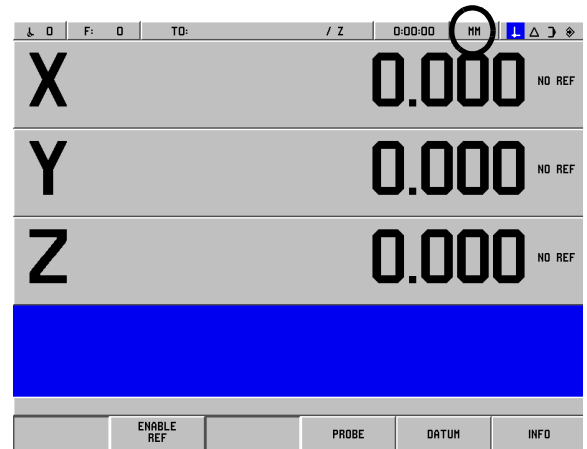 0 F: 0 T0: / Z 0:00:00 MM
X 0.000 NO REF
Y 0.000 NO REF
Z 0.000 NO REF
ENABLE REF PROBE DATUM INFO